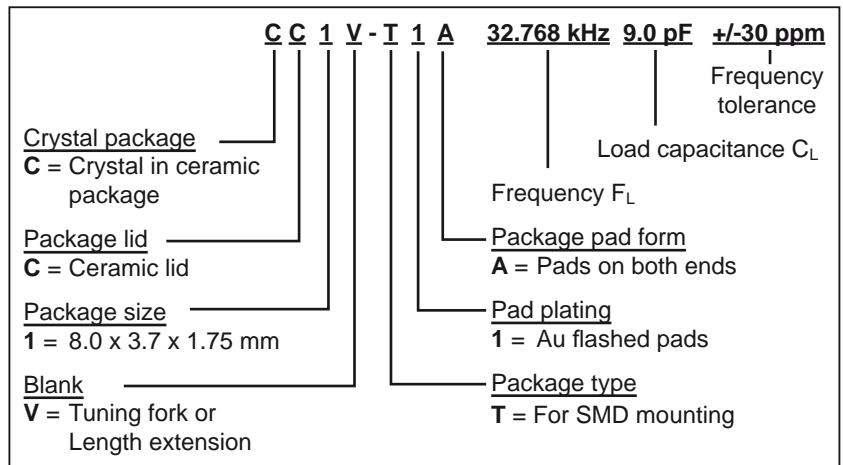 C C 1 V - T 1 A 32.768 kHz 9.0 pF +/-30 ppm
Frequency
tolerance
Load capacitance CL
Frequency FL
Crystal package
C = Crystal in ceramic
package
Package lid
C = Ceramic lid
Package size
1 = 8.0 x 3.7 x 1.75 mm
Blank
V = Tuning fork or
Length extension
Package pad form
A = Pads on both ends
Pad plating
1 = Au flashed pads
Package type
T = For SMD mounting